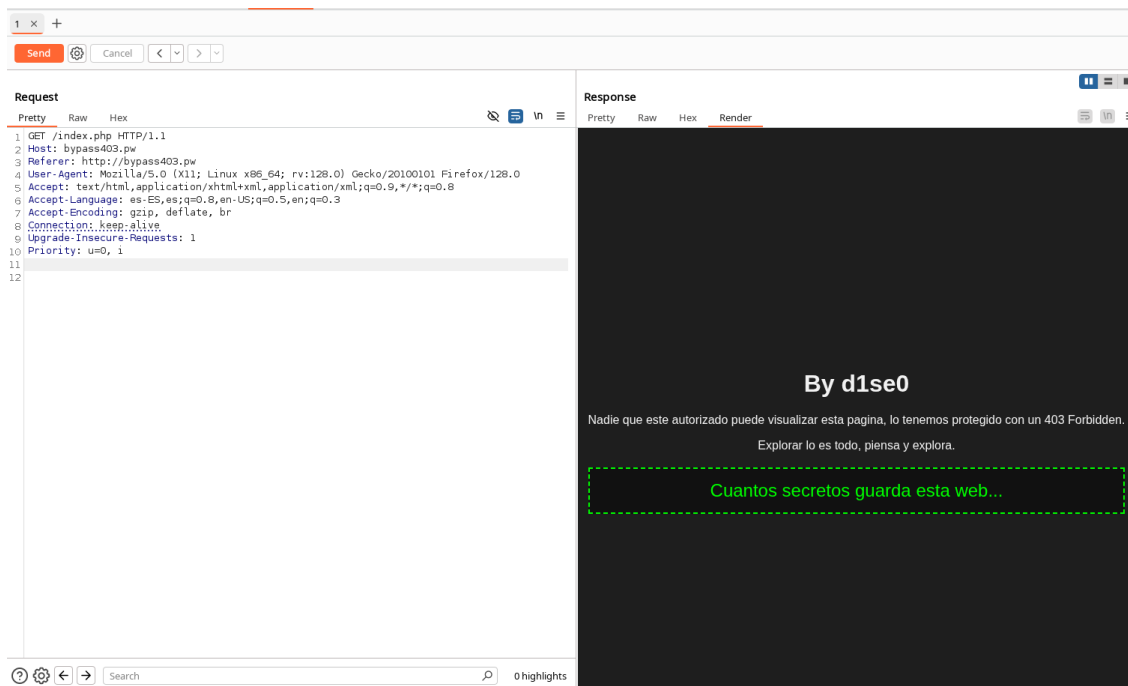 1 × +
Send Cancel < >
Request
Pretty Raw Hex \n
1 GET /index.php HTTP/1.1
2 Host: bypass403.pw
3 Referer: http://bypass403.pw
4 User-Agent: Mozilla/5.0 (X11; Linux x86_64; rv:128.0) Gecko/20100101 Firefox/128.0
5 Accept: text/html,application/xhtml+xml,application/xml;q=0.9,*/*;q=0.8
6 Accept-Language: es-ES,es;q=0.8,en-US;q=0.5,en;q=0.3
7 Accept-Encoding: gzip, deflate, br
8 Connection: keep-alive
9 Upgrade-Insecure-Requests: 1
10 Priority: u=0, i
11
12
Search 0 highlights
Response
Pretty Raw Hex Render \n
By d1se0
Nadie que este autorizado puede visualizar esta pagina, lo tenemos protegido con un 403 Forbidden.
Explorar lo es todo, piensa y explora.
Cuantos secretos guarda esta web...